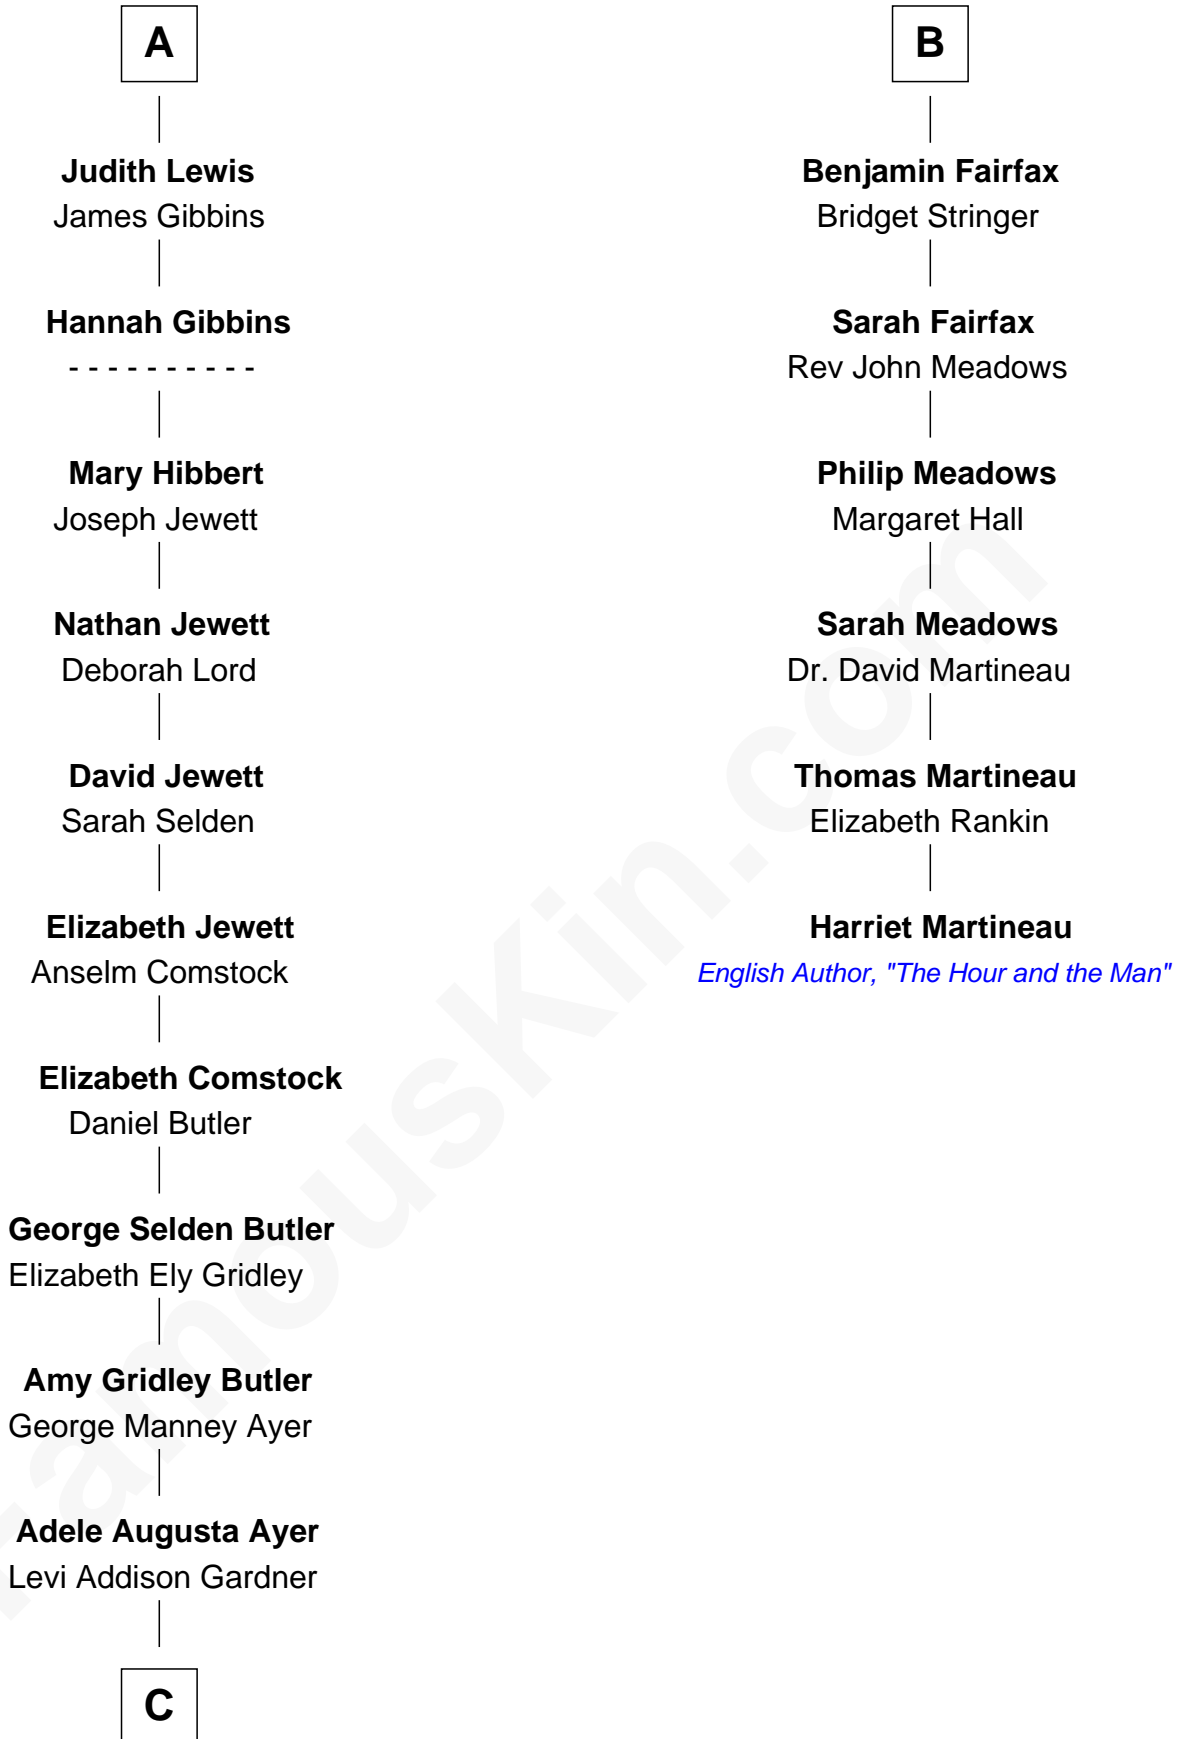 A
Judith Lewis
James Gibbins
Hannah Gibbins
- - - - - - - - - -
Mary Hibbert
Joseph Jewett
Nathan Jewett
Deborah Lord
David Jewett
Sarah Selden
Elizabeth Jewett
Anselm Comstock
Elizabeth Comstock
Daniel Butler
George Selden Butler
Elizabeth Ely Gridley
Amy Gridley Butler
George Manney Ayer
Adele Augusta Ayer
Levi Addison Gardner
C
B
Benjamin Fairfax
Bridget Stringer
Sarah Fairfax
Rev John Meadows
Philip Meadows
Margaret Hall
Sarah Meadows
Dr. David Martineau
Thomas Martineau
Elizabeth Rankin
Harriet Martineau
English Author, "The Hour and the Man"
FamousKin.com